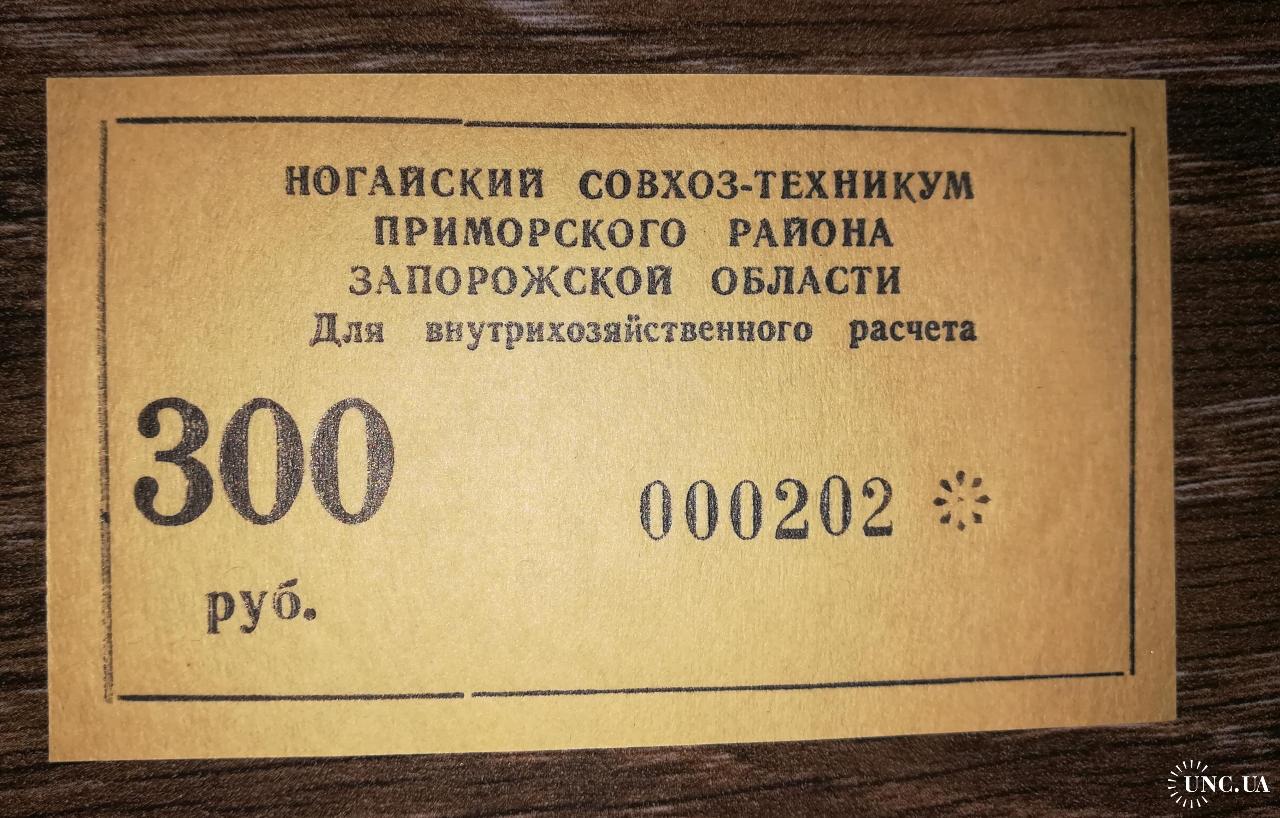 НОГАЙСКИЙ СОВХОЗ-ТЕХНИКУМ
ПРИМОРСКОГО РАЙОНА
ЗАПОРОЖСКОЙ ОБЛАСТИ
Для внутрихозяйственного расчета
300
000202
руб.
UNC.UA